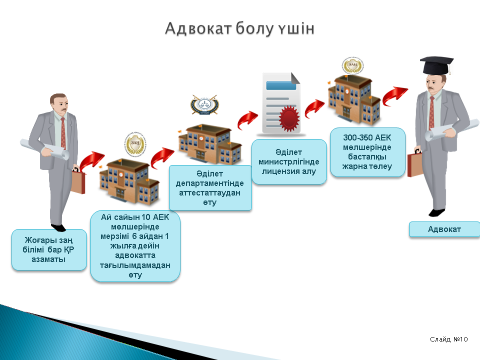 Адвокат болу үшін
Жоғары заң
білімі бар ҚР
азаматы
Ай сайын 10 АЕК
мөлшерінде
мерзімі 6 айдан 1
жылға дейін
адвокатта
тағылымдамадан
өту
Әділет
департаментінде
аттестаттаудан
өту
Әділет
министрлігінде
лицензия алу
300-350 АЕК
мөлшерінде
бастапқы
жарна төлеу
Адвокат
Слайд №10